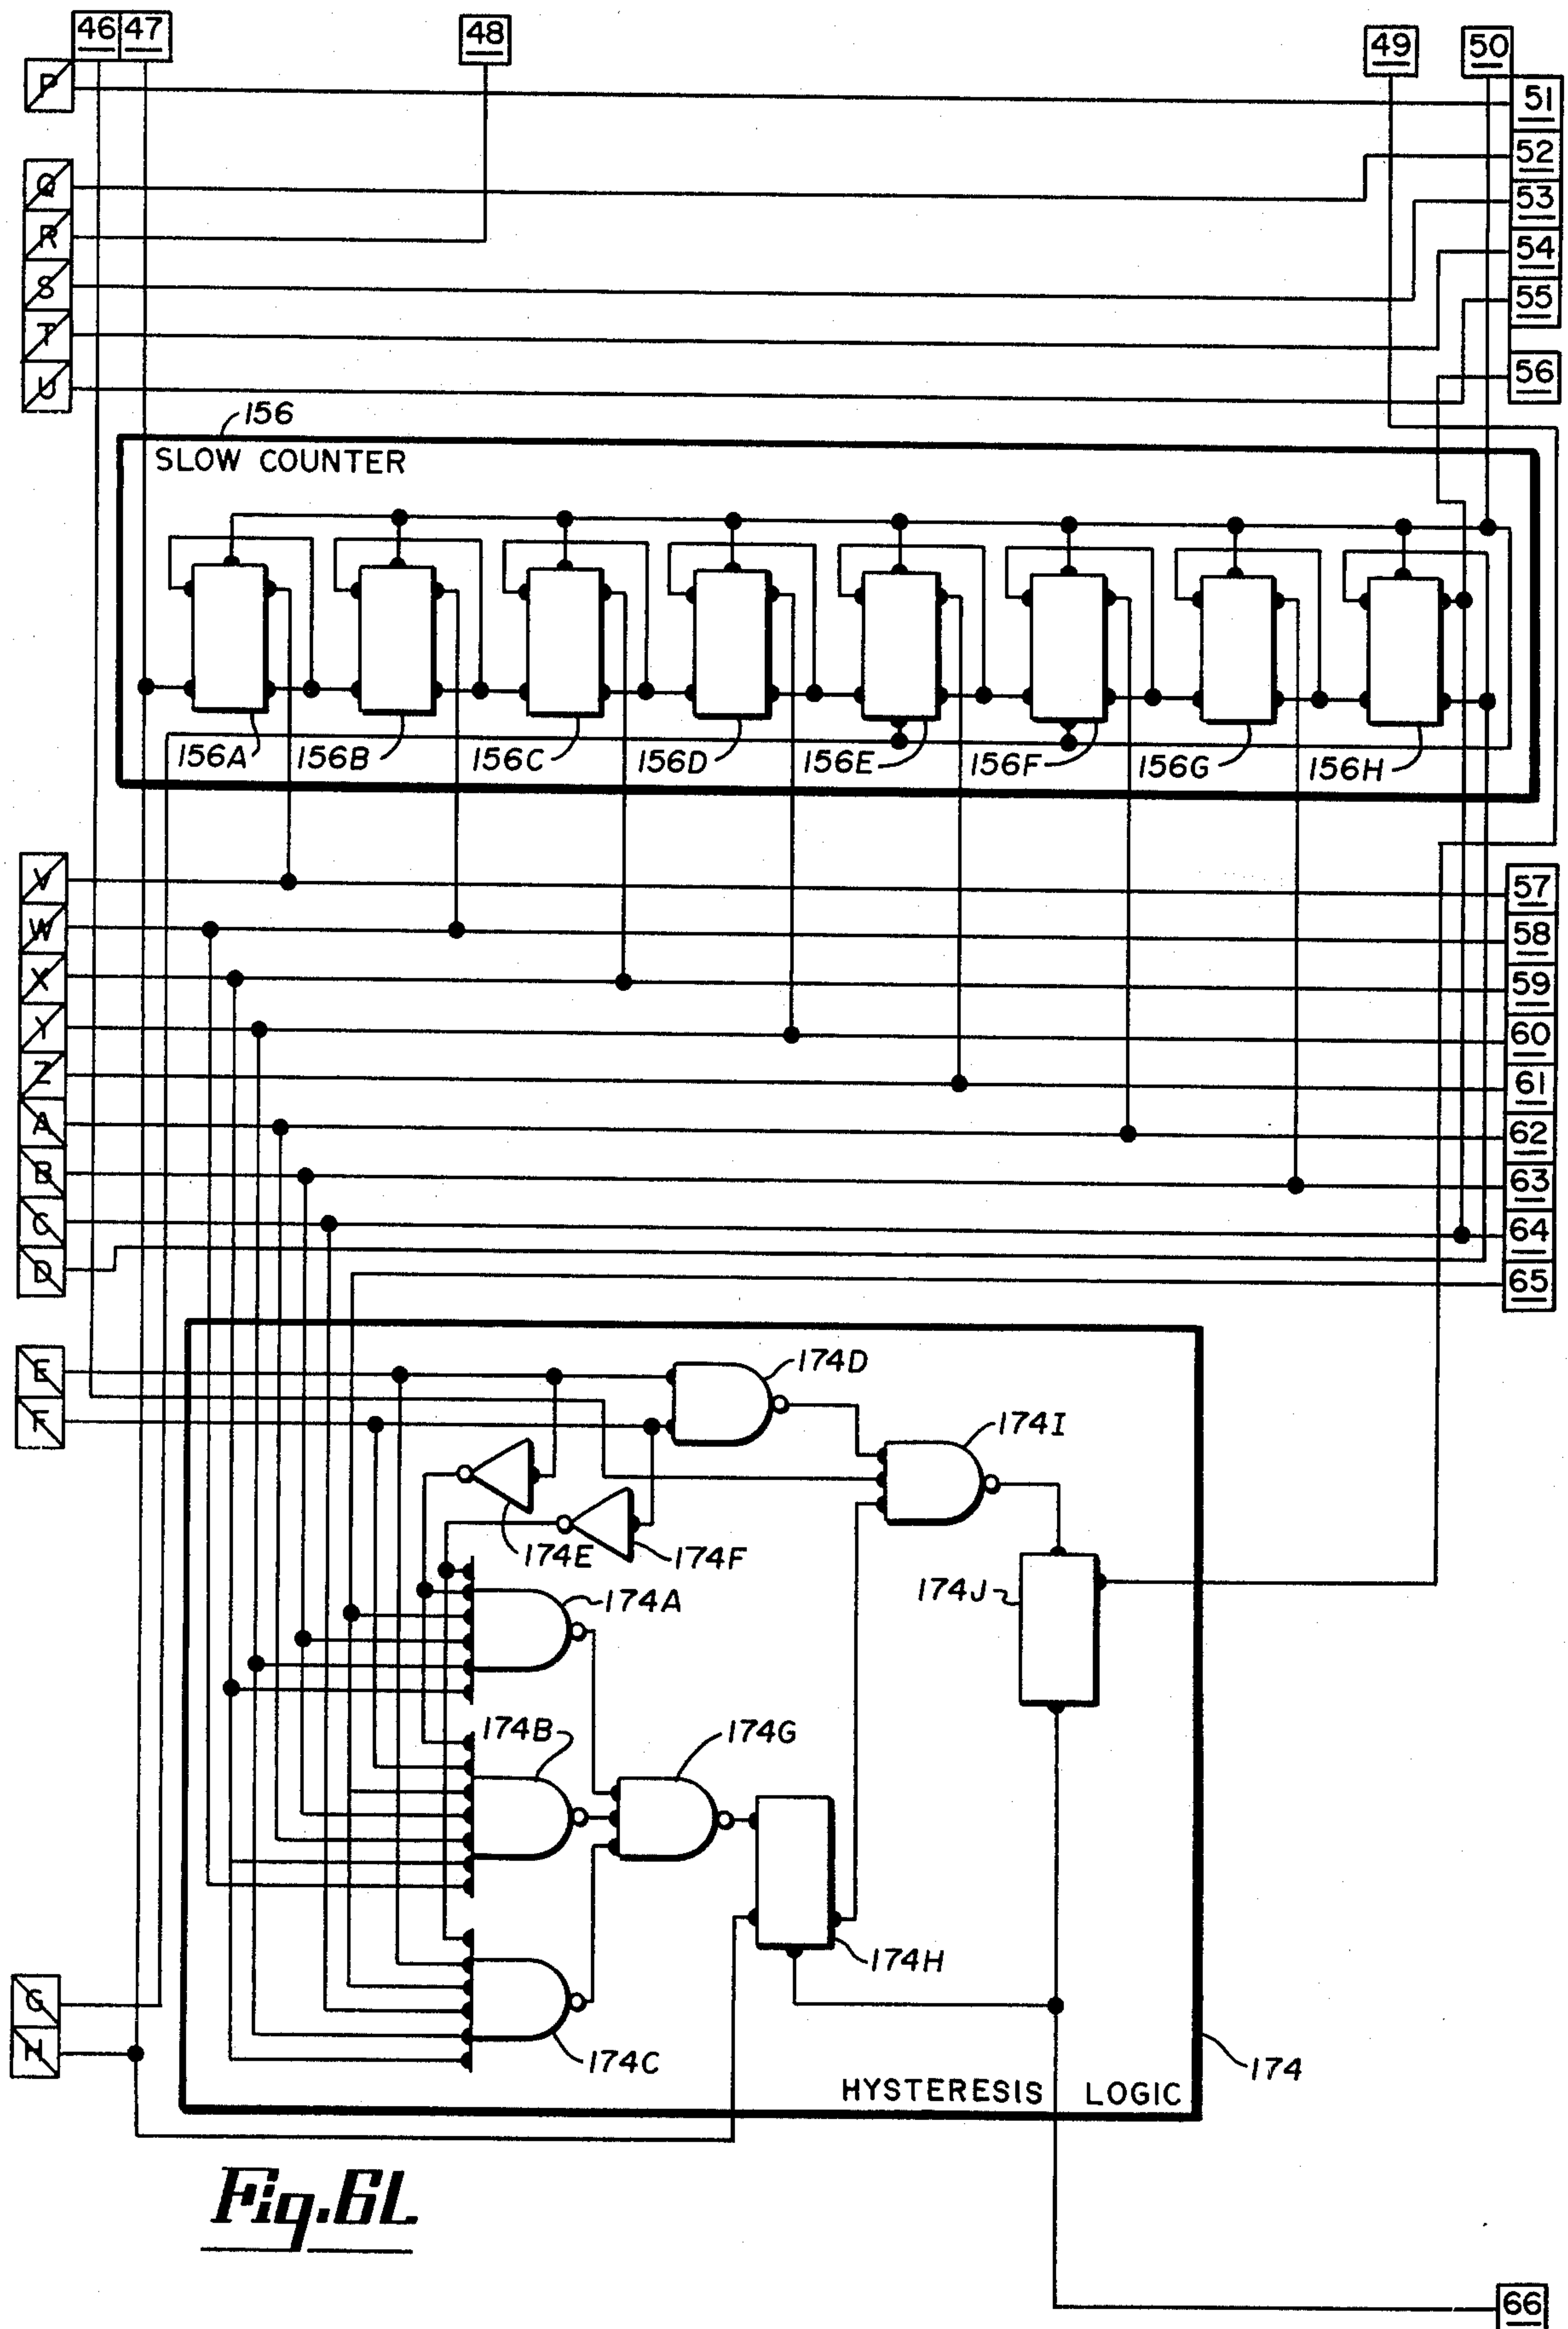 46 47 48 49 50
P
51
52
Q
53
R
54
S
55
T
56
U
156
SLOW COUNTER
156A 156B 156C 156D 156E 156F 156G 156H
V 57
W 58
X 59
Y 60
Z 61
A 62
B 63
C 64
D
65
E
174D
F
174I
174E 174F
174A
174J
174B
174G
174H
G
174C
H
174
HYSTERESIS LOGIC
Fig.6L
66